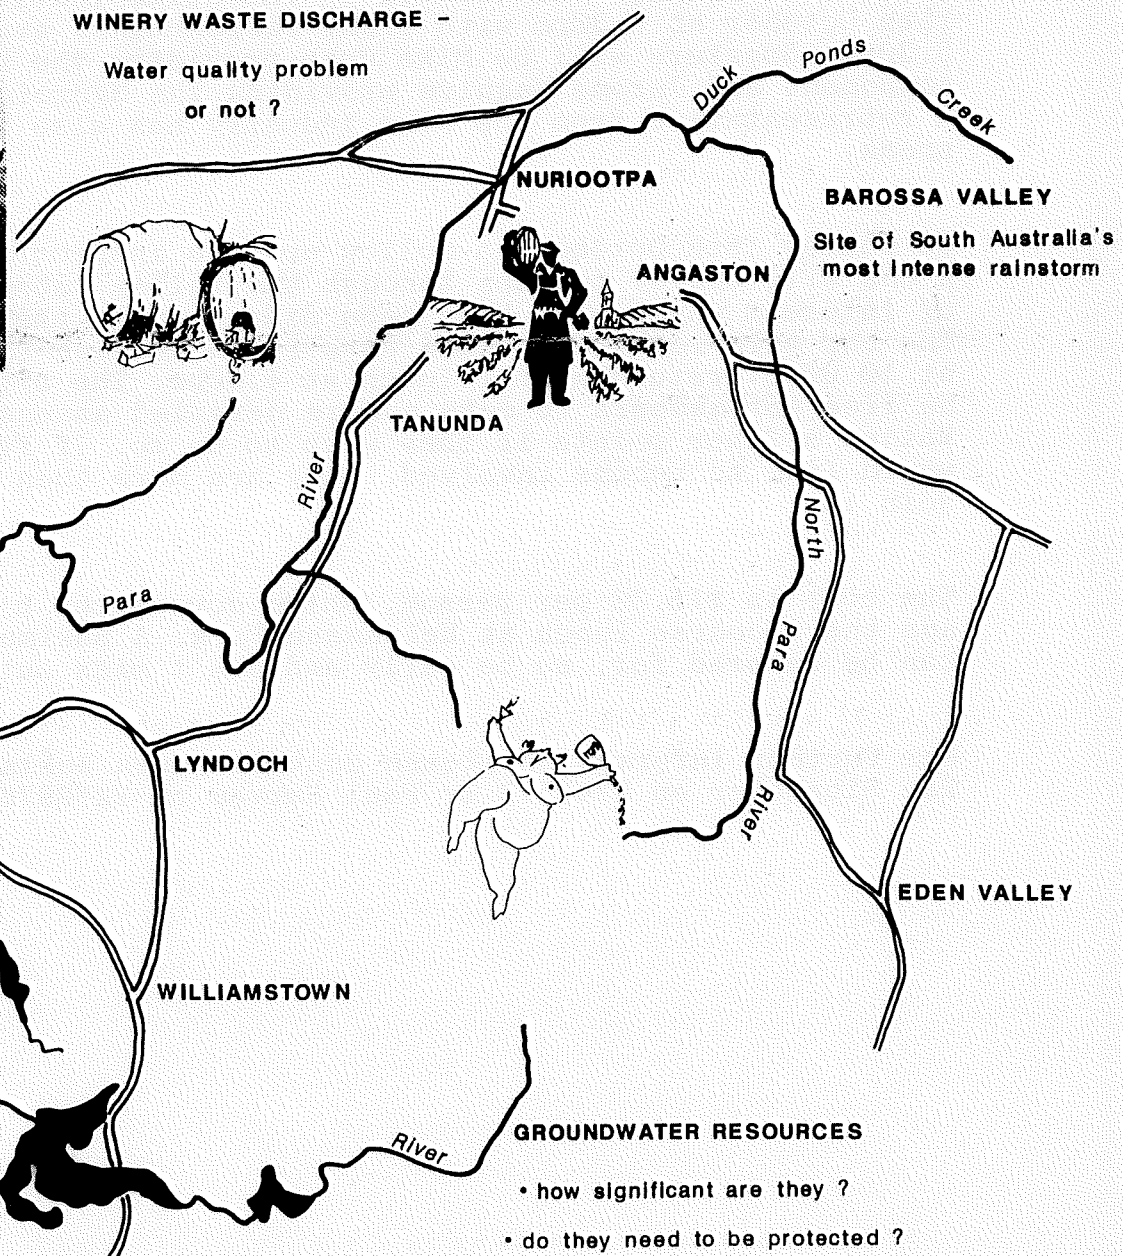 WINERY WASTE DISCHARGE –
Water quality problem
or not ?
Duck Ponds Creek
NURIOOTPA
BAROSSA VALLEY
Site of South Australia's
most Intense rainstorm
ANGASTON
TANUNDA
River
North Para River
Para
LYNDOCH
EDEN VALLEY
WILLIAMSTOWN
River
GROUNDWATER RESOURCES
• how significant are they ?
• do they need to be protected ?